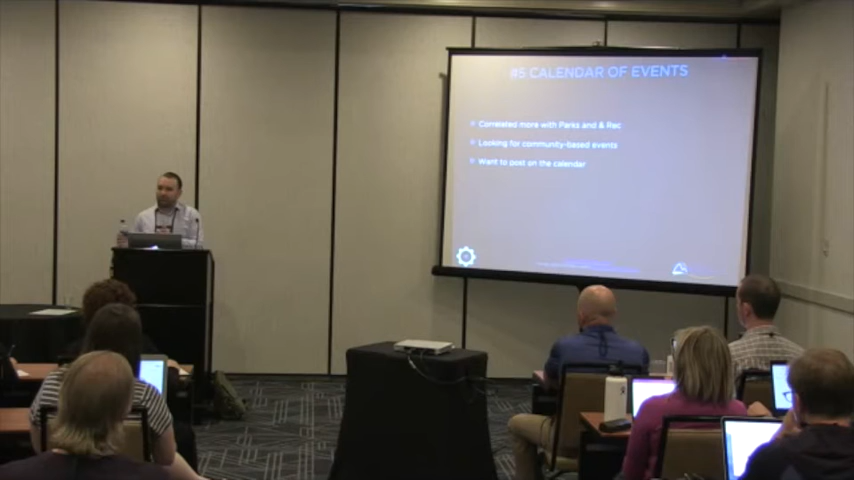 #5 CALENDAR OF EVENTS
Correlated more with Parks and & Rec
Looking for community-based events
Want to post on the calendar